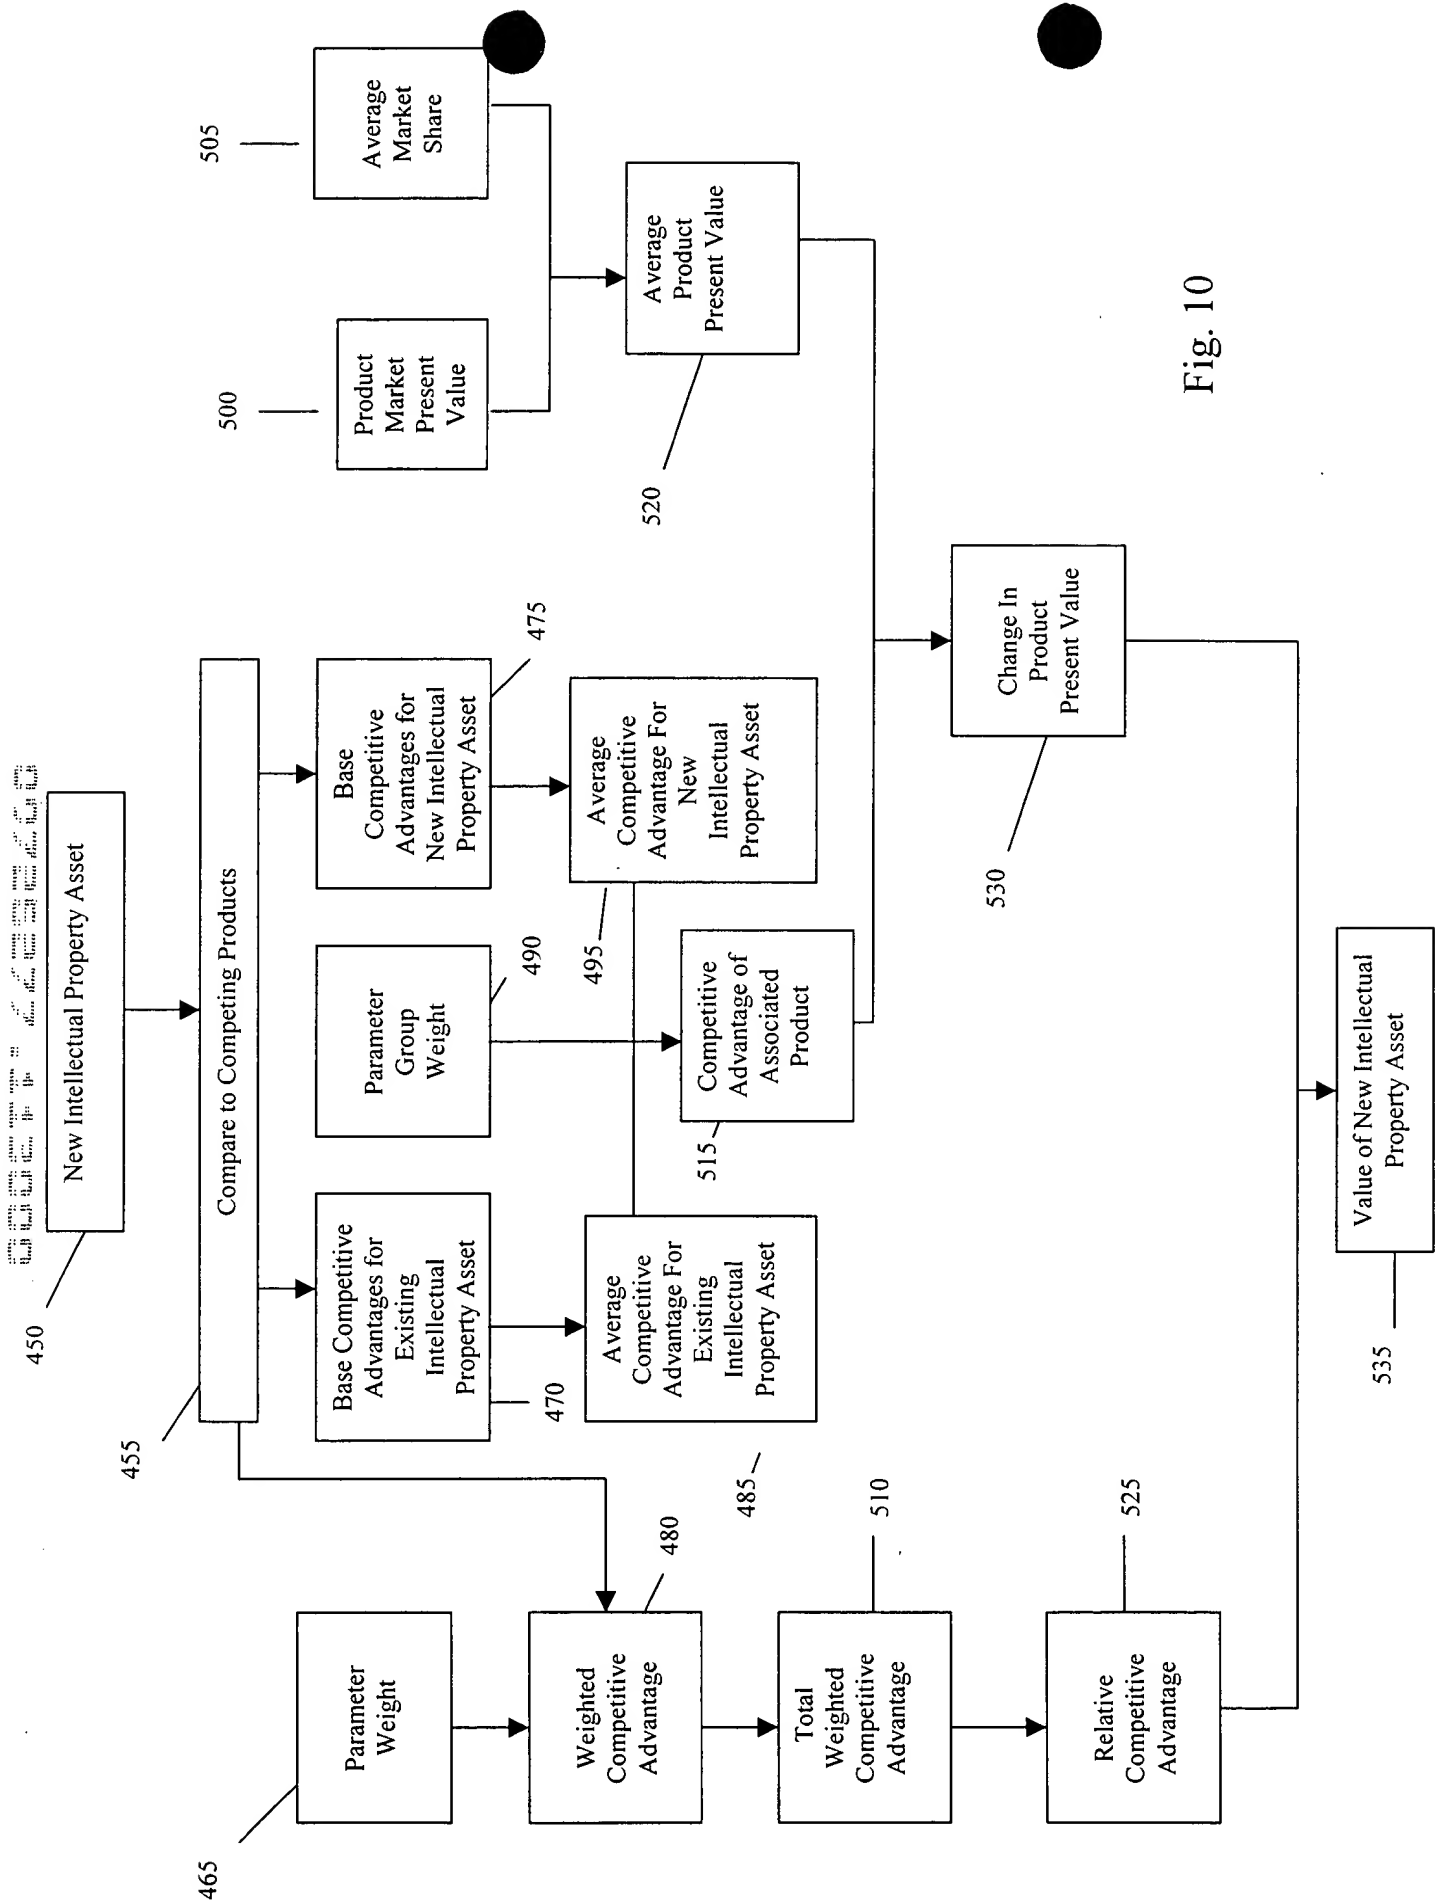 450
New Intellectual Property Asset
455
Compare to Competing Products
465
Parameter
Weight
Base Competitive
Advantages for
Existing
Intellectual
Property Asset
470
Parameter
Group
Weight
490
Base
Competitive
Advantages for
New Intellectual
Property Asset
475
500
Product
Market
Present
Value
505
Average
Market
Share
Weighted
Competitive
Advantage
480
Average
Competitive
Advantage For
Existing
Intellectual
Property Asset
485
Average
Competitive
Advantage For
New
Intellectual
Property Asset
495
Competitive
Advantage of
Associated
Product
515
Average
Product
Present Value
520
Total
Weighted
Competitive
Advantage
510
Change In
Product
Present Value
530
Relative
Competitive
Advantage
525
Value of New Intellectual
Property Asset
535
Fig. 10